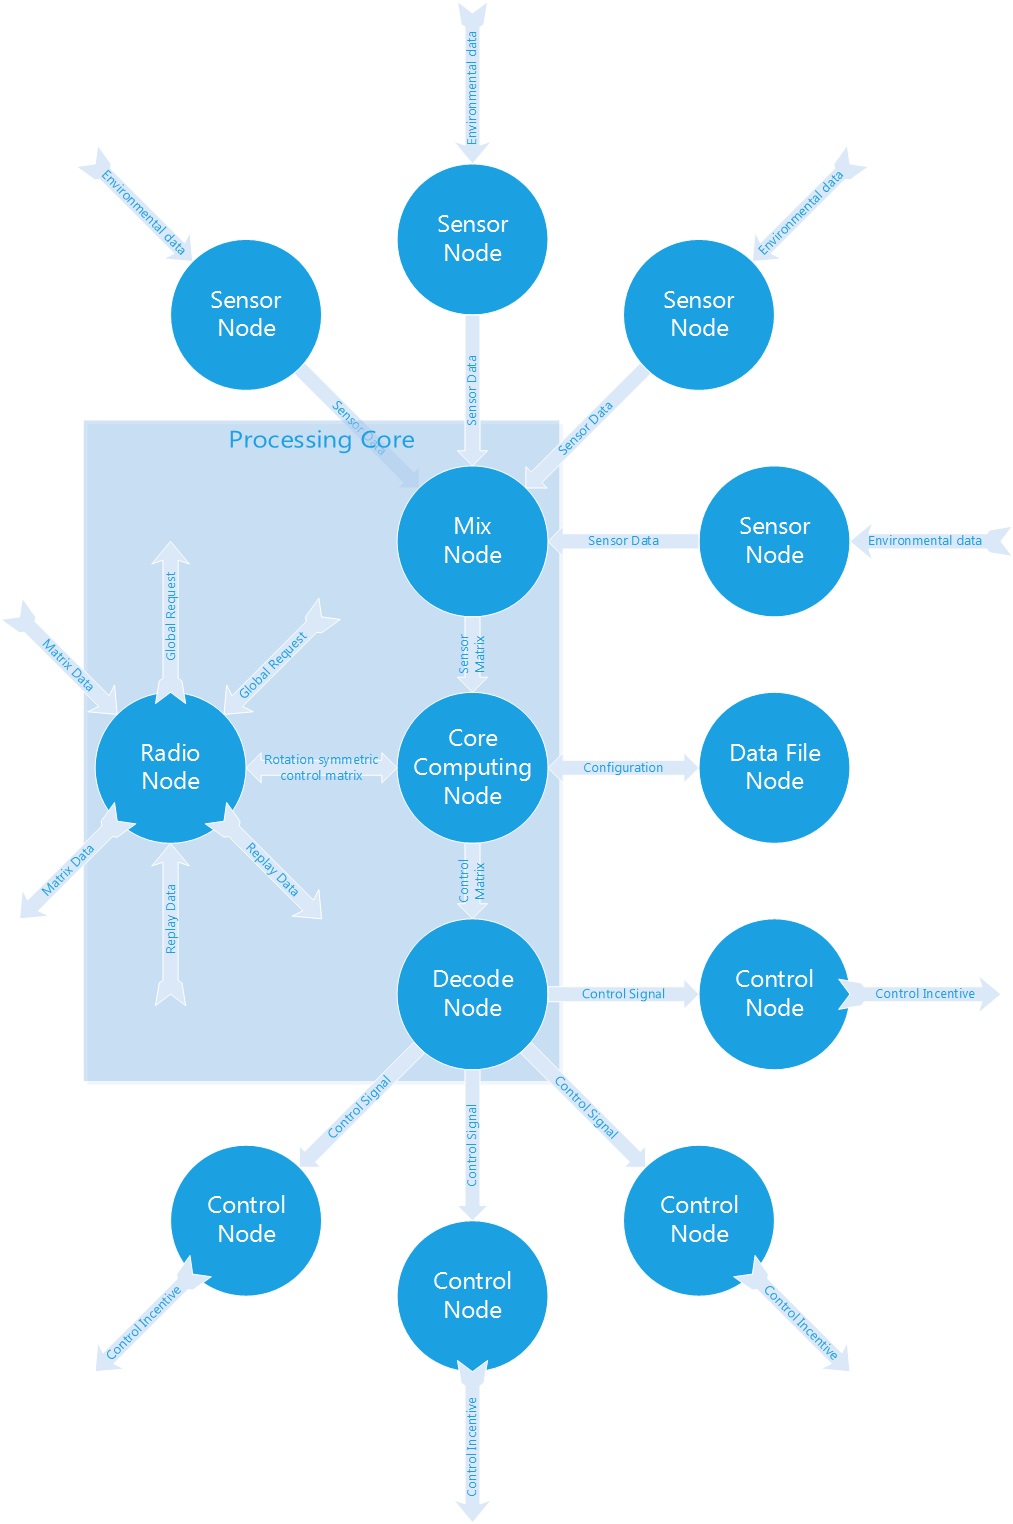 Environmental data
Environmental data
Environmental data
Sensor
Node
Sensor
Node
Sensor
Node
Sensor Data
Sensor Data
Sensor Data
Processing Core
Mix
Node
Sensor Data
Sensor
Node
Environmental data
Global Request
Matrix Data
Global Request
Sensor
Matrix
Radio
Node
Rotation symmetric
control matrix
Core
Computing
Node
Configuration
Data File
Node
Matrix Data
Replay Data
Replay Data
Control
Matrix
Decode
Node
Control Signal
Control
Node
Control Incentive
Control Signal
Control Signal
Control Signal
Control
Node
Control
Node
Control
Node
Control Incentive
Control Incentive
Control Incentive